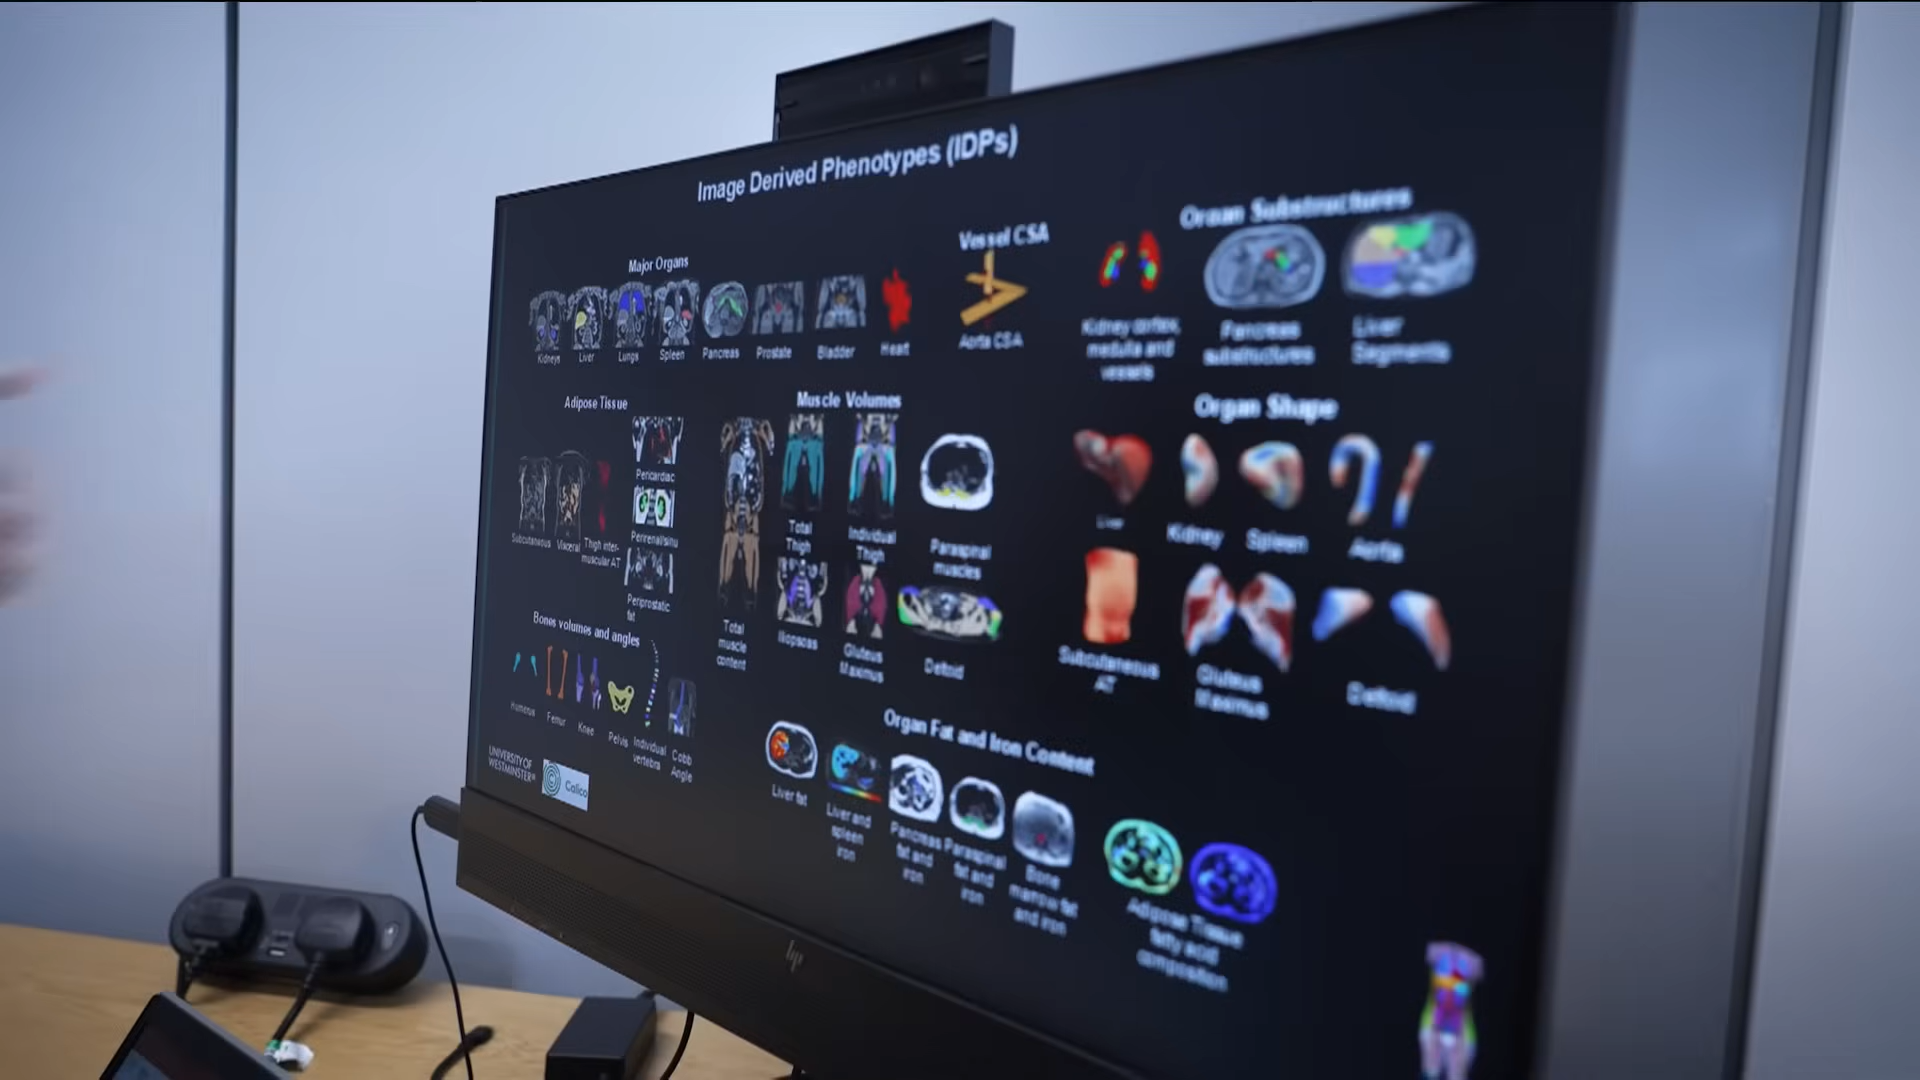 Image Derived Phenotypes (IDPs)
Major Organs
Kidneys
Liver
Lungs
Spleen
Pancreas
Prostate
Bladder
Heart
Vessel CSA
Aorta CSA
Organ Substructures
Kidney cortex,
medulla and
vessels
Pancreas
substructures
Liver
Segments
Adipose Tissue
Subcutaneous
Visceral
Thigh inter-
muscular AT
Pericardiac
Perirenal/sinu
Periprostatic
fat
Muscle Volumes
Total
muscle
content
Total
Thigh
Individual
Thigh
Paraspinal
muscles
Iliopsoas
Gluteus
Maximus
Deltoid
Organ Shape
Liver
Kidney
Spleen
Aorta
Subcutaneous
AT
Gluteus
Maximus
Deltoid
Bones volumes and angles
Humerus
Femur
Knee
Pelvis
Individual
vertebra
Cobb
Angle
Organ Fat and Iron Content
Liver fat
Liver and
spleen
iron
Pancreas
fat and
iron
Paraspinal
fat and
iron
Bone
marrow fat
and iron
Adipose Tissue
fatty acid
composition
UNIVERSITY OF
WESTMINSTER
Calico
hp